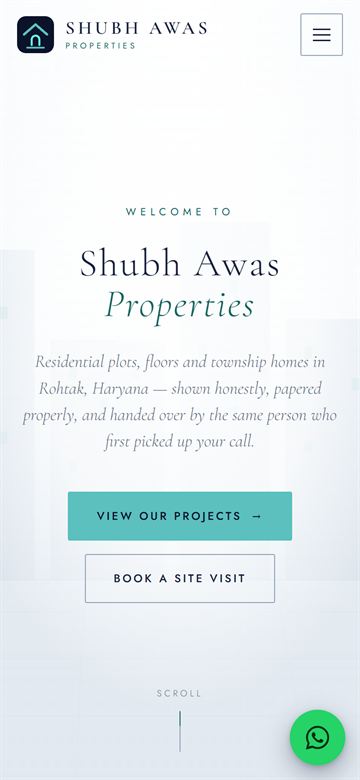 SHUBH AWAS
PROPERTIES
WELCOME TO
Shubh Awas
Properties
Residential plots, floors and township homes in
Rohtak, Haryana — shown honestly, papered
properly, and handed over by the same person who
first picked up your call.
VIEW OUR PROJECTS →
BOOK A SITE VISIT
SCROLL